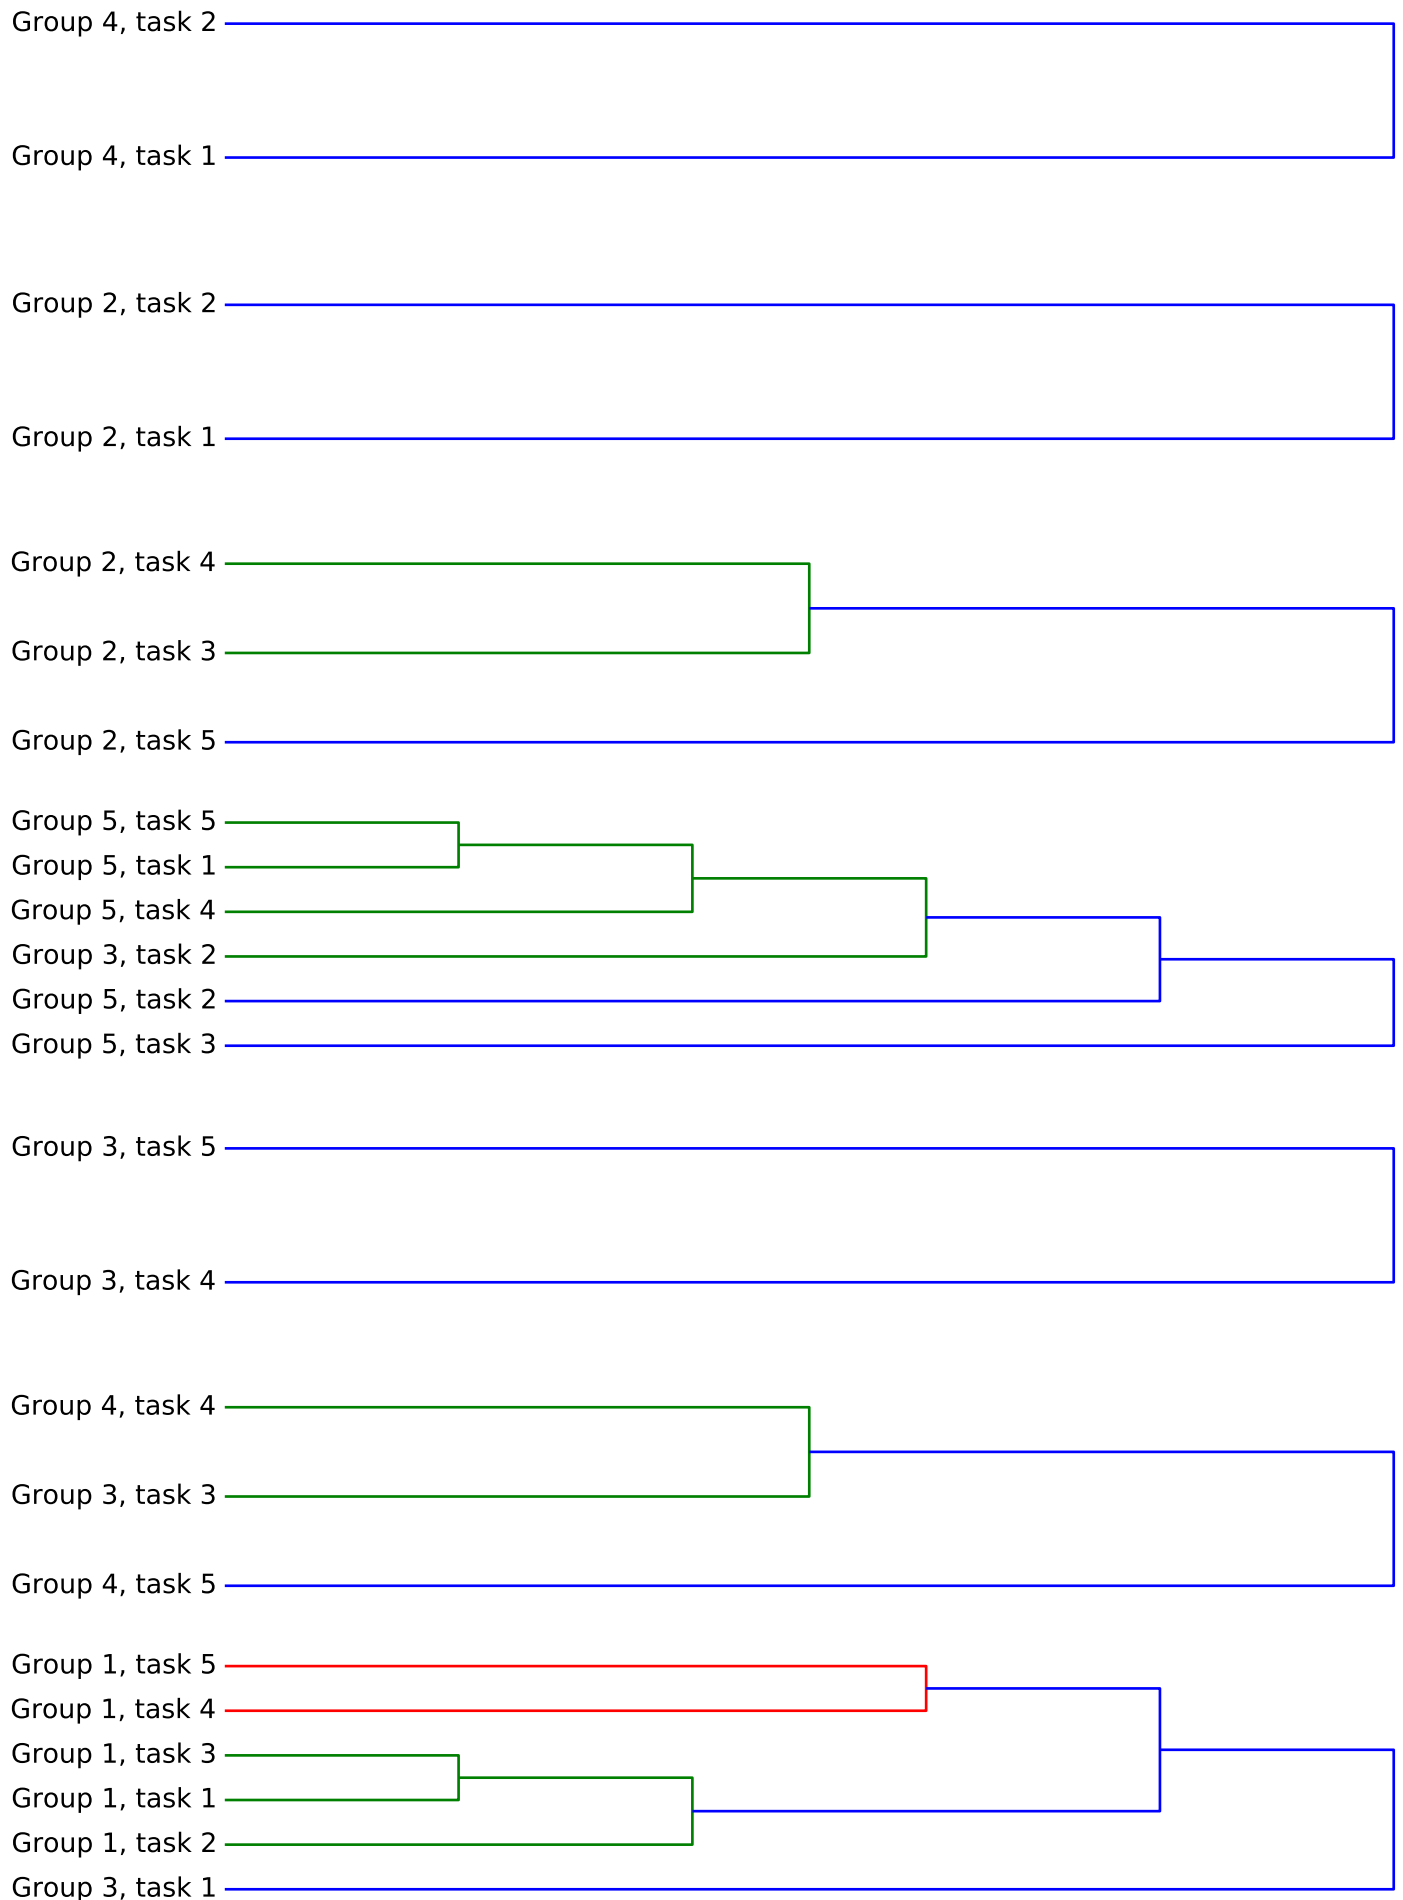 Group 4, task 2
Group 4, task 1
Group 2, task 2
Group 2, task 1
Group 2, task 4
Group 2, task 3
Group 2, task 5
Group 5, task 5
Group 5, task 1
Group 5, task 4
Group 3, task 2
Group 5, task 2
Group 5, task 3
Group 3, task 5
Group 3, task 4
Group 4, task 4
Group 3, task 3
Group 4, task 5
Group 1, task 5
Group 1, task 4
Group 1, task 3
Group 1, task 1
Group 1, task 2
Group 3, task 1